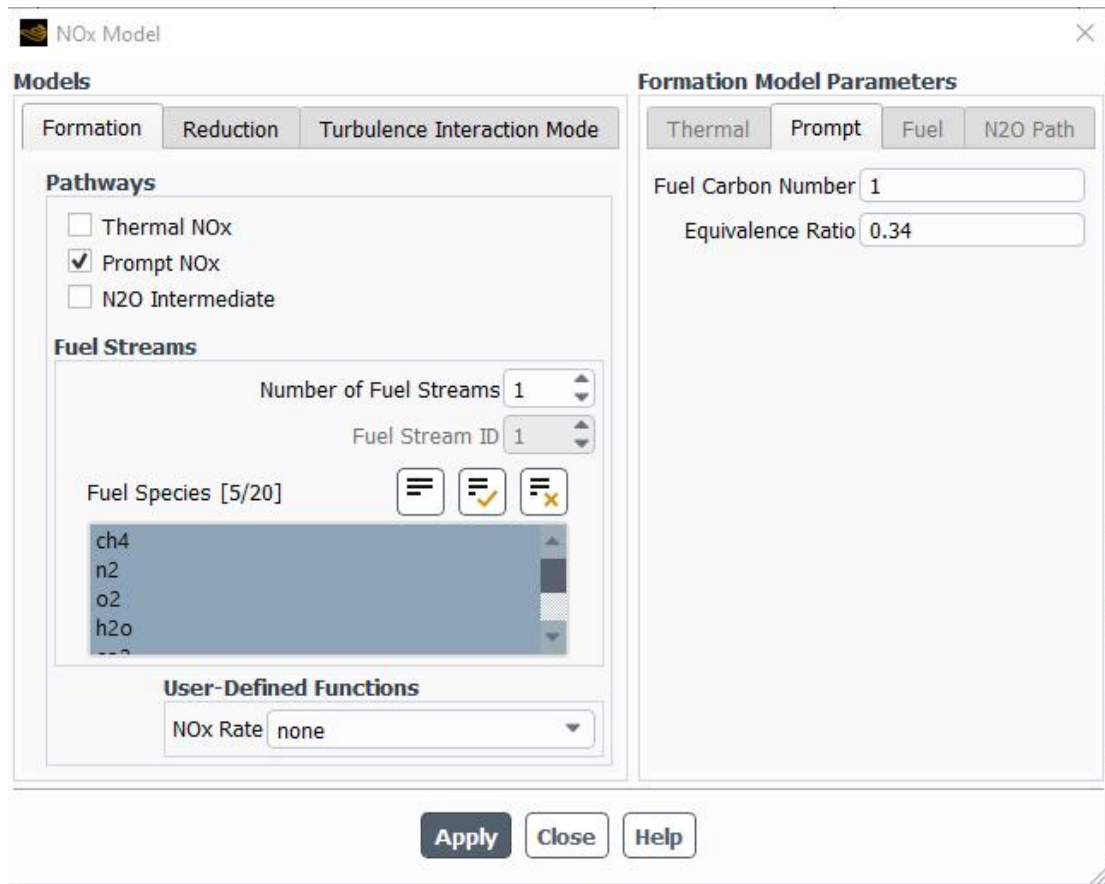 NOx Model
Models
Formation Reduction Turbulence Interaction Mode
Pathways
Thermal NOx
Prompt NOx
N2O Intermediate
Fuel Streams
Number of Fuel Streams 1
Fuel Stream ID 1
Fuel Species [5/20]
ch4
n2
o2
h2o
User-Defined Functions
NOx Rate none
Formation Model Parameters
Thermal Prompt Fuel N2O Path
Fuel Carbon Number 1
Equivalence Ratio 0.34
Apply Close Help